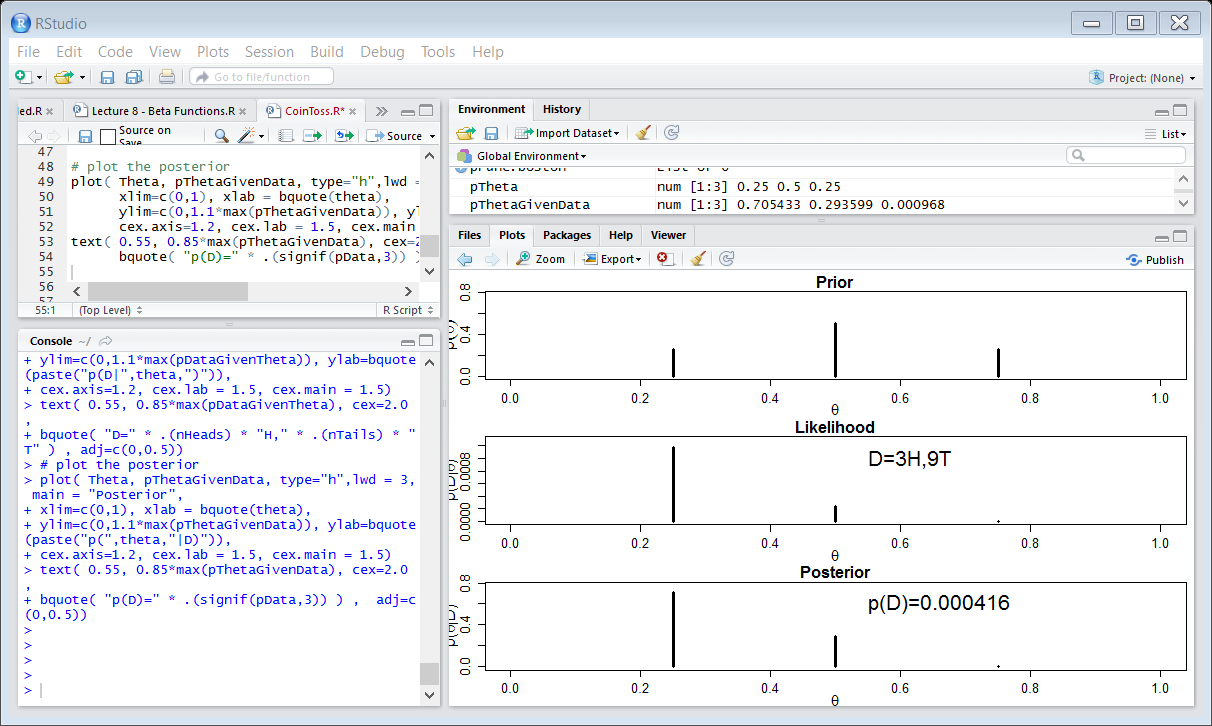 RStudio
File Edit Code View Plots Session Build Debug Tools Help
Go to file/function
Project: (None)
ed.R
Lecture 8 - Beta Functions.R
CoinToss.R*
Source on Save
Source
47
48 # plot the posterior
49 plot( Theta, pThetaGivenData, type="h",lwd =
50 xlim=c(0,1), xlab = bquote(theta),
51 ylim=c(0,1.1*max(pThetaGivenData)), yl
52 cex.axis=1.2, cex.lab = 1.5, cex.main
53 text( 0.55, 0.85*max(pThetaGivenData), cex=2
54 bquote( "p(D)=" * .(signif(pData,3)) )
55
56
57
55:1 (Top Level) R Script
Console ~/
+ ylim=c(0,1.1*max(pDataGivenTheta)), ylab=bquote
(paste("p(D|",theta,")")),
+ cex.axis=1.2, cex.lab = 1.5, cex.main = 1.5)
> text( 0.55, 0.85*max(pDataGivenTheta), cex=2.0
,
+ bquote( "D=" * .(nHeads) * "H," * .(nTails) * "
T" ) , adj=c(0,0.5))
> # plot the posterior
> plot( Theta, pThetaGivenData, type="h",lwd = 3,
main = "Posterior",
+ xlim=c(0,1), xlab = bquote(theta),
+ ylim=c(0,1.1*max(pThetaGivenData)), ylab=bquote
(paste("p(",theta,"|D)")),
+ cex.axis=1.2, cex.lab = 1.5, cex.main = 1.5)
> text( 0.55, 0.85*max(pThetaGivenData), cex=2.0
,
+ bquote( "p(D)=" * .(signif(pData,3)) ) , adj=c
(0,0.5))
>
>
>
>
>
Environment History
Import Dataset
List
Global Environment
prune.boston
pTheta num [1:3] 0.25 0.5 0.25
pThetaGivenData num [1:3] 0.705433 0.293599 0.000968
Files Plots Packages Help Viewer
Zoom Export Publish
Prior
p(θ)
0.0 0.4 0.8
0.0 0.2 0.4 0.6 0.8 1.0
θ
Likelihood
D=3H,9T
p(D|θ)
0.0000 0.0008
0.0 0.2 0.4 0.6 0.8 1.0
θ
Posterior
p(D)=0.000416
p(θ|D)
0.0 0.4 0.8
0.0 0.2 0.4 0.6 0.8 1.0
θ